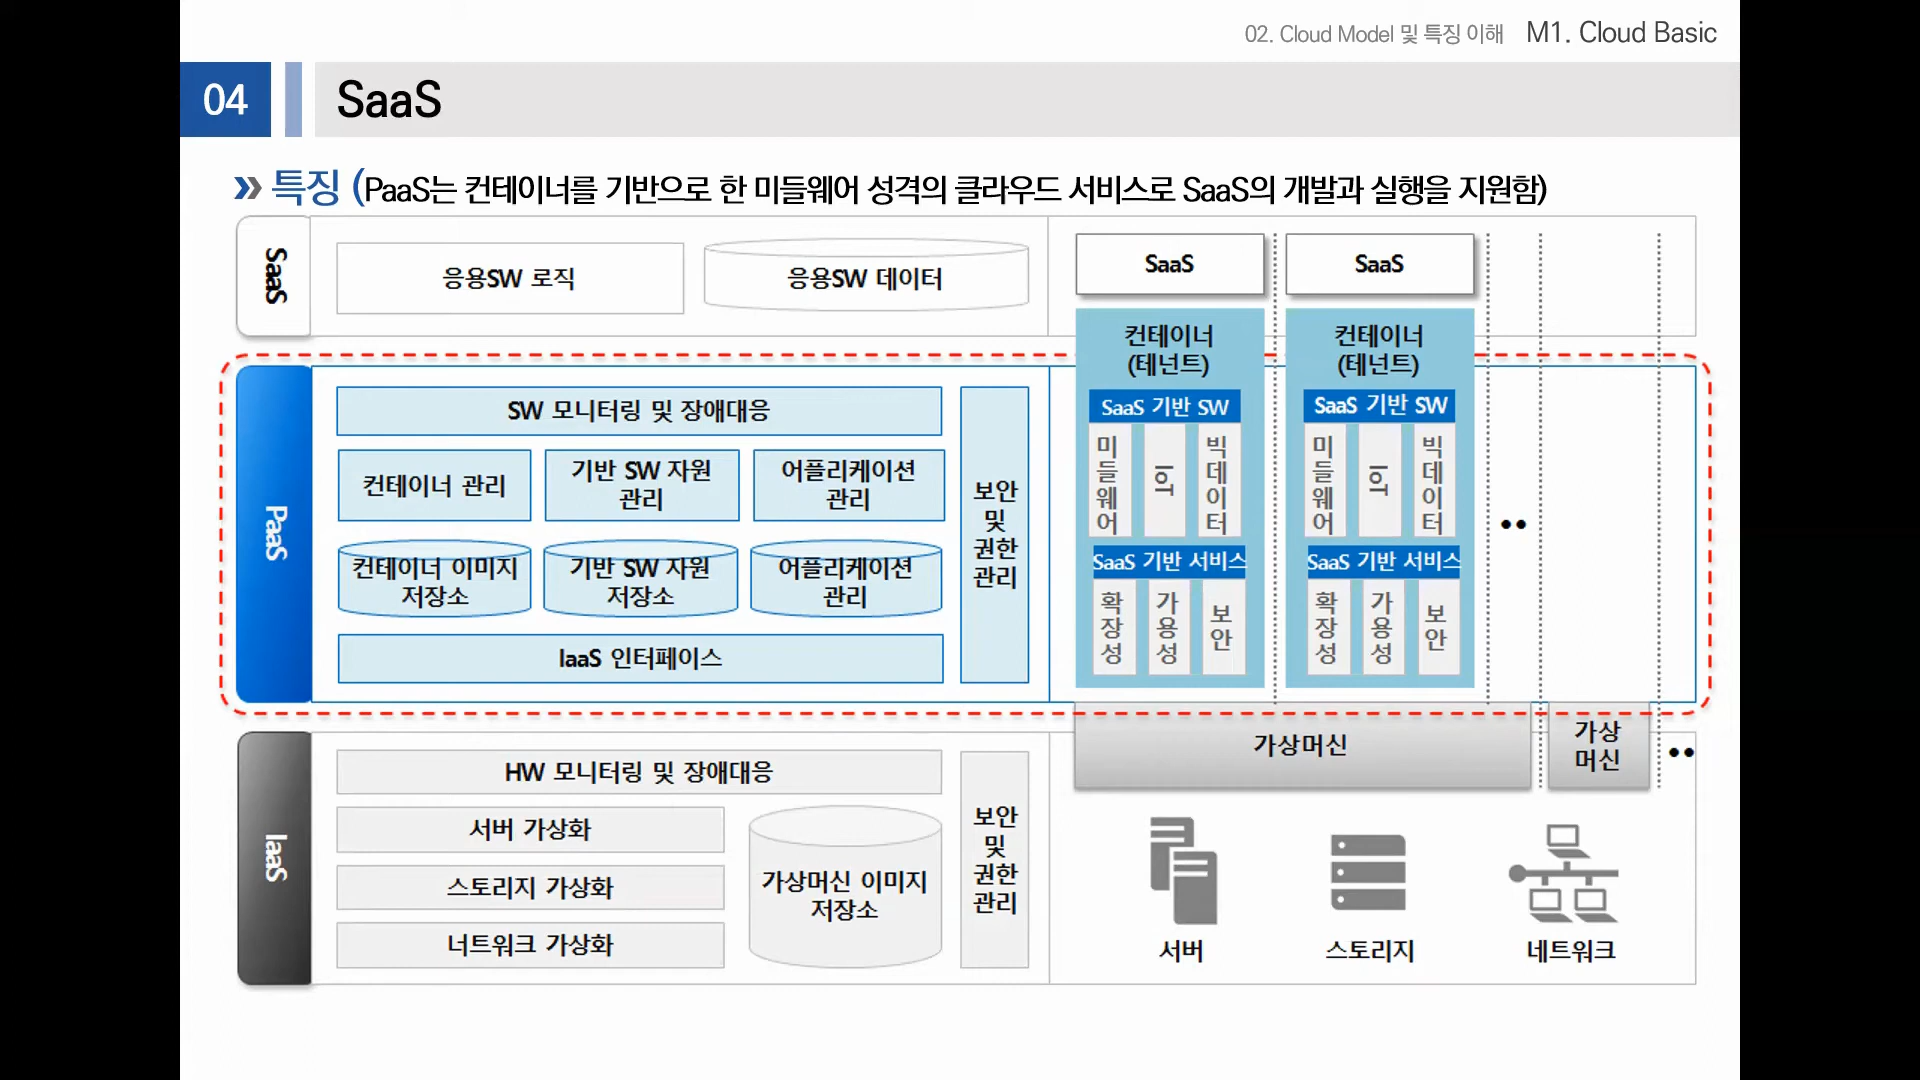 02. Cloud Model 및 특징 이해 M1. Cloud Basic
04 SaaS
특징 (PaaS는 컨테이너를 기반으로 한 미들웨어 성격의 클라우드 서비스로 SaaS의 개발과 실행을 지원함)
SaaS
응용SW 로직
응용SW 데이터
SaaS
SaaS
PaaS
SW 모니터링 및 장애대응
컨테이너 관리
기반 SW 자원
관리
어플리케이션
관리
컨테이너 이미지
저장소
기반 SW 자원
저장소
어플리케이션
관리
IaaS 인터페이스
보안
및
권한
관리
컨테이너
(테넌트)
SaaS 기반 SW
미들웨어
IoT
빅데이터
SaaS 기반 서비스
확장성
가용성
보안
컨테이너
(테넌트)
SaaS 기반 SW
미들웨어
IoT
빅데이터
SaaS 기반 서비스
확장성
가용성
보안
가상머신
가상
머신
IaaS
HW 모니터링 및 장애대응
서버 가상화
스토리지 가상화
너트워크 가상화
가상머신 이미지
저장소
보안
및
권한
관리
서버
스토리지
네트워크